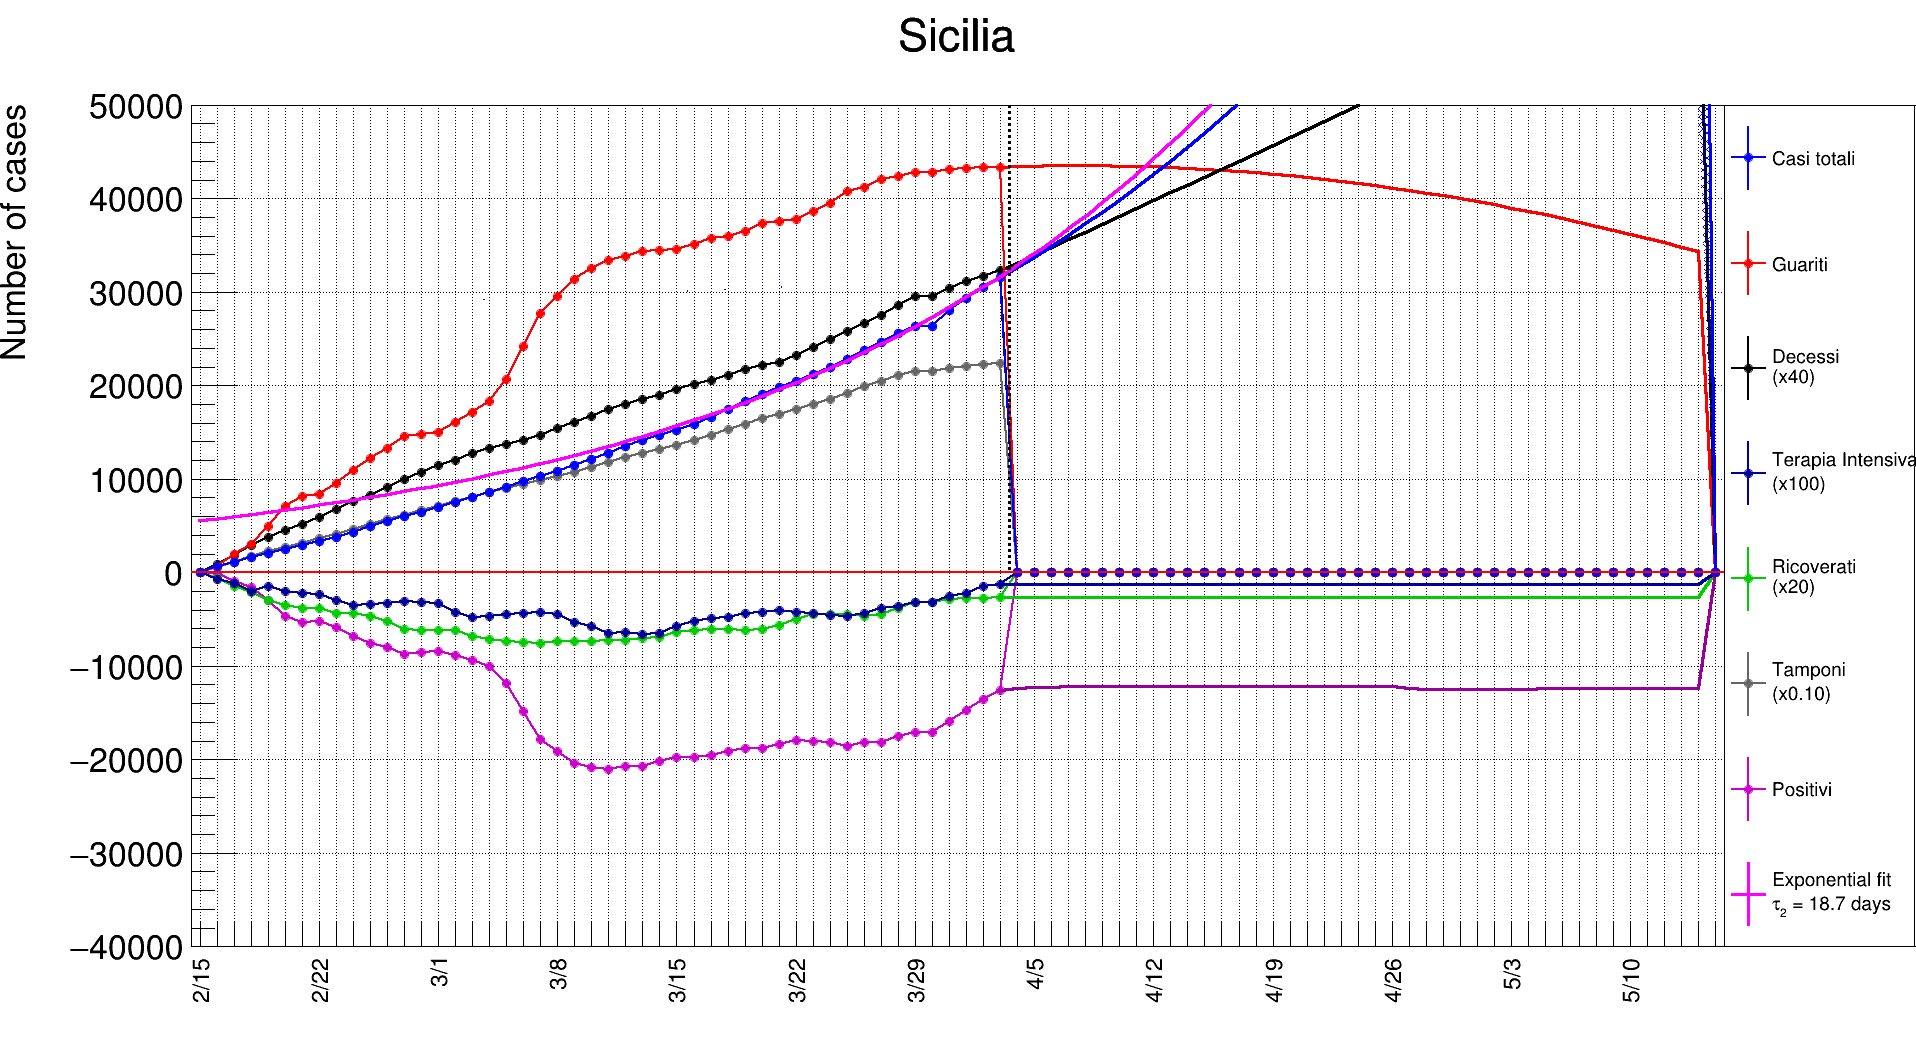 Sicilia
Number of cases
50000
40000
30000
20000
10000
0
−10000
−20000
−30000
−40000
2/15
2/22
3/1
3/8
3/15
3/22
3/29
4/5
4/12
4/19
4/26
5/3
5/10
Casi totali
Guariti
Decessi
(x40)
Terapia Intensiva
(x100)
Ricoverati
(x20)
Tamponi
(x0.10)
Positivi
Exponential fit
τ2 = 18.7 days